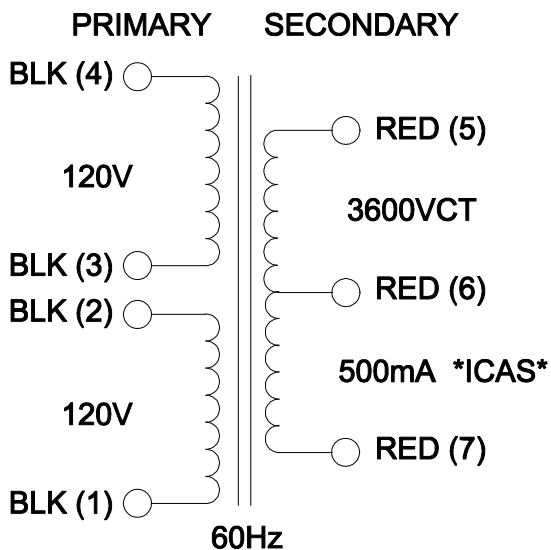 PRIMARY SECONDARY
BLK (4)
RED (5)
120V
3600VCT
BLK (3)
RED (6)
BLK (2)
500mA *ICAS*
120V
RED (7)
BLK (1)
60Hz